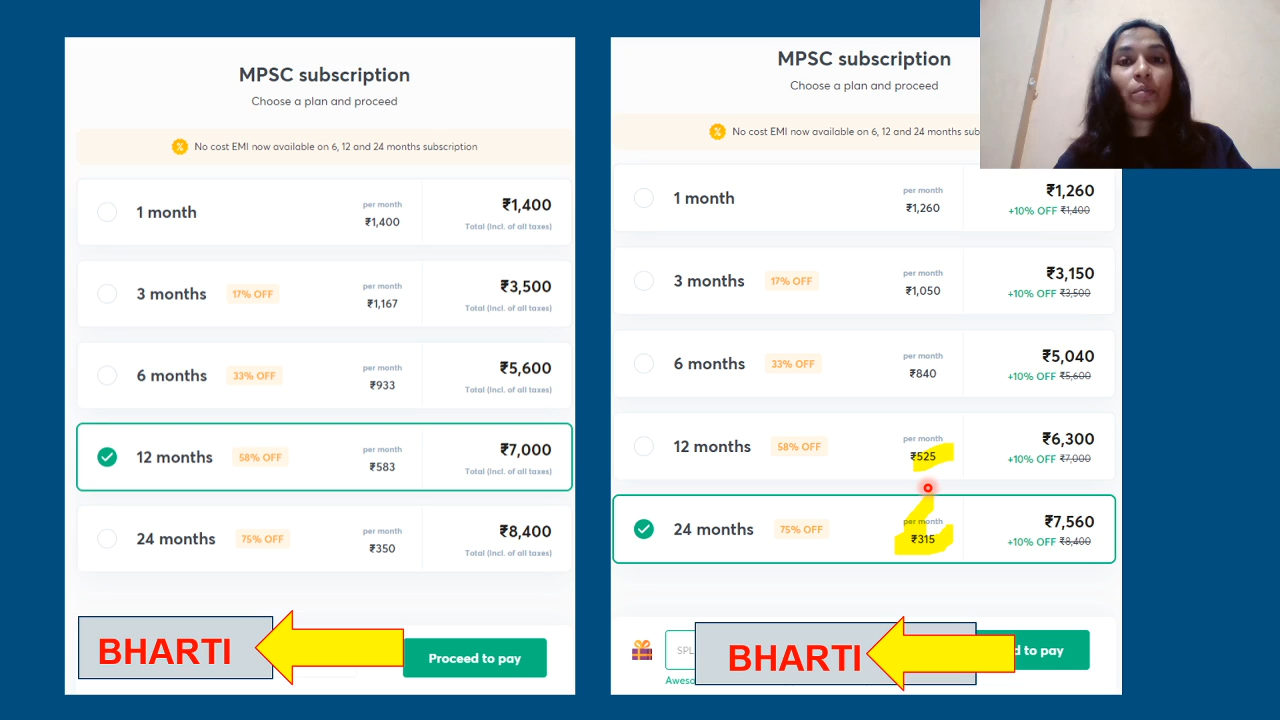 MPSC subscription
Choose a plan and proceed
No cost EMI now available on 6, 12 and 24 months subscription
1 month
per month
₹1,400
₹1,400
Total (Incl. of all taxes)
3 months
17% OFF
per month
₹1,167
₹3,500
Total (Incl. of all taxes)
6 months
33% OFF
per month
₹933
₹5,600
Total (Incl. of all taxes)
12 months
58% OFF
per month
₹583
₹7,000
Total (Incl. of all taxes)
24 months
75% OFF
per month
₹350
₹8,400
Total (Incl. of all taxes)
BHARTI
Proceed to pay
MPSC subscription
Choose a plan and proceed
No cost EMI now available on 6, 12 and 24 months sub
1 month
per month
₹1,260
₹1,260
+10% OFF ₹1,400
3 months
17% OFF
per month
₹1,050
₹3,150
+10% OFF ₹3,500
6 months
33% OFF
per month
₹840
₹5,040
+10% OFF ₹5,600
12 months
58% OFF
per month
₹525
₹6,300
+10% OFF ₹7,000
24 months
75% OFF
per month
₹315
₹7,560
+10% OFF ₹8,400
SPL
BHARTI
d to pay
Aweso